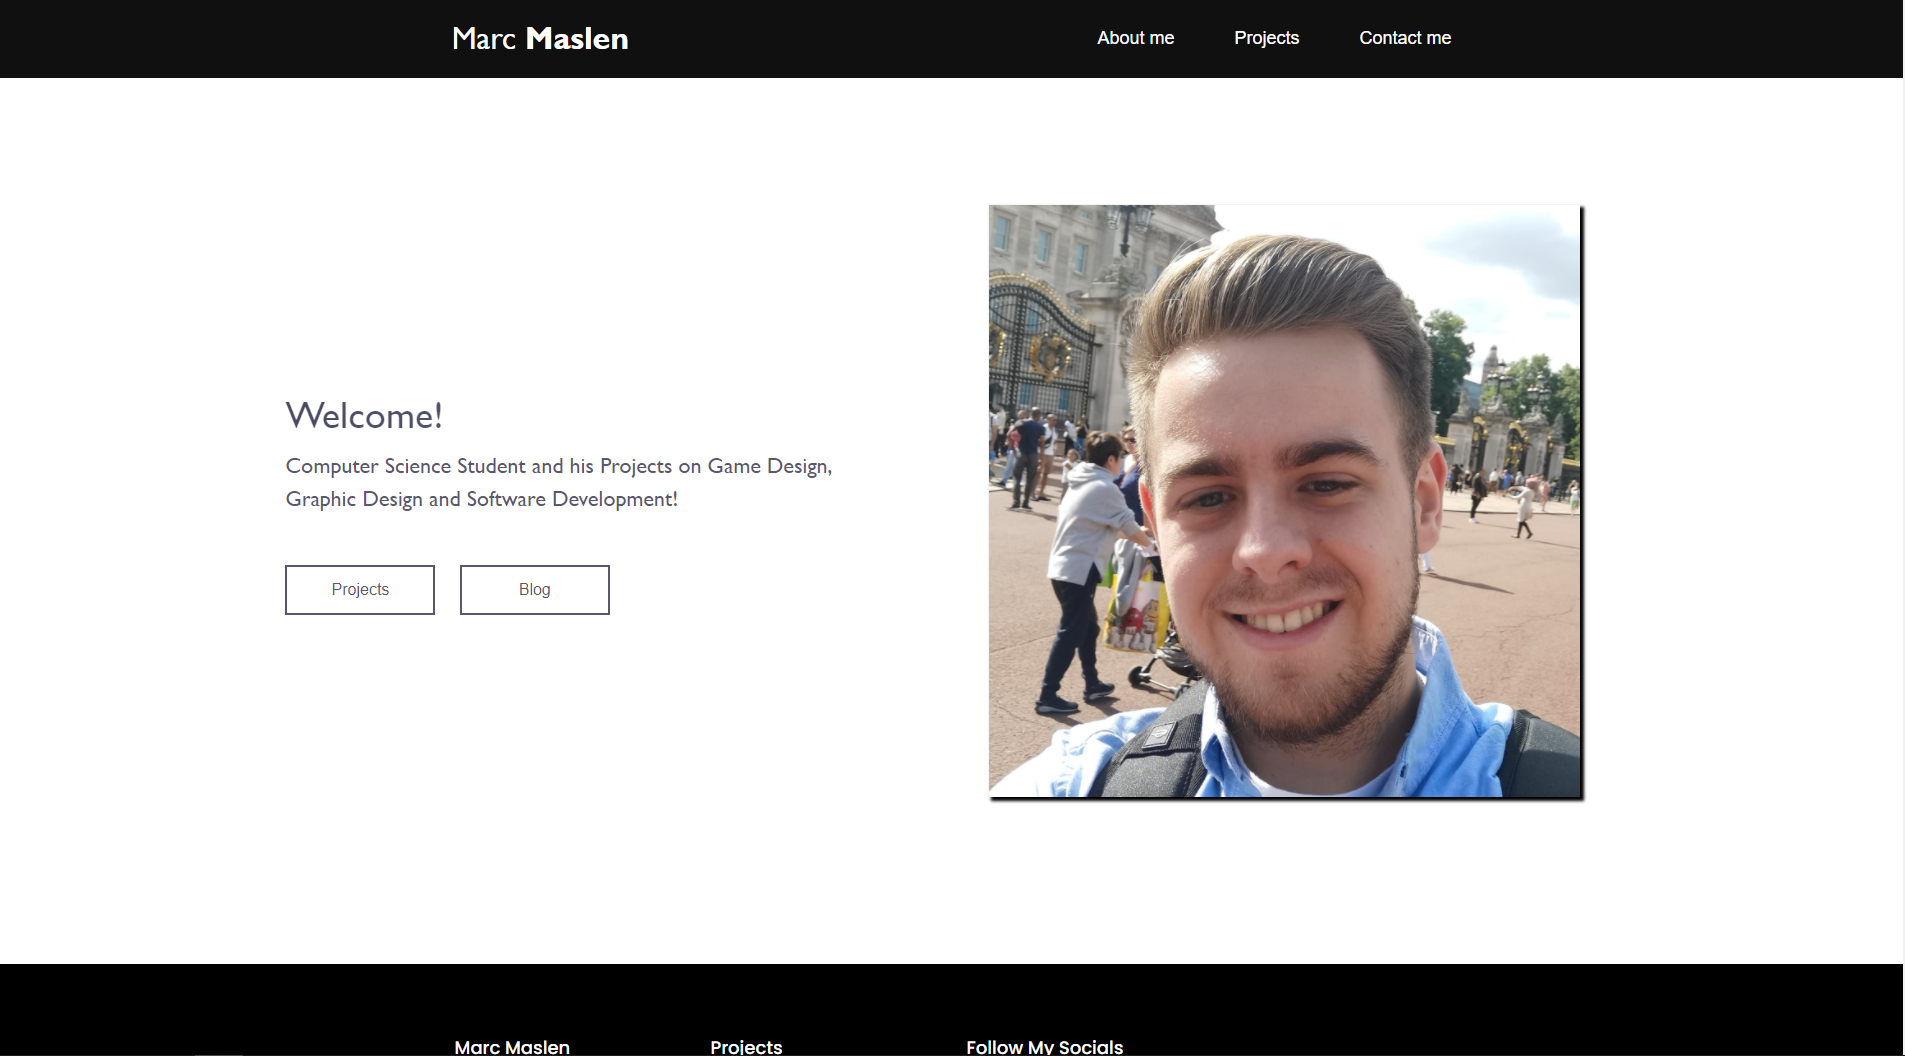 Marc Maslen
About me
Projects
Contact me
Welcome!
Computer Science Student and his Projects on Game Design,
Graphic Design and Software Development!
Projects
Blog
Marc Maslen
Projects
Follow My Socials